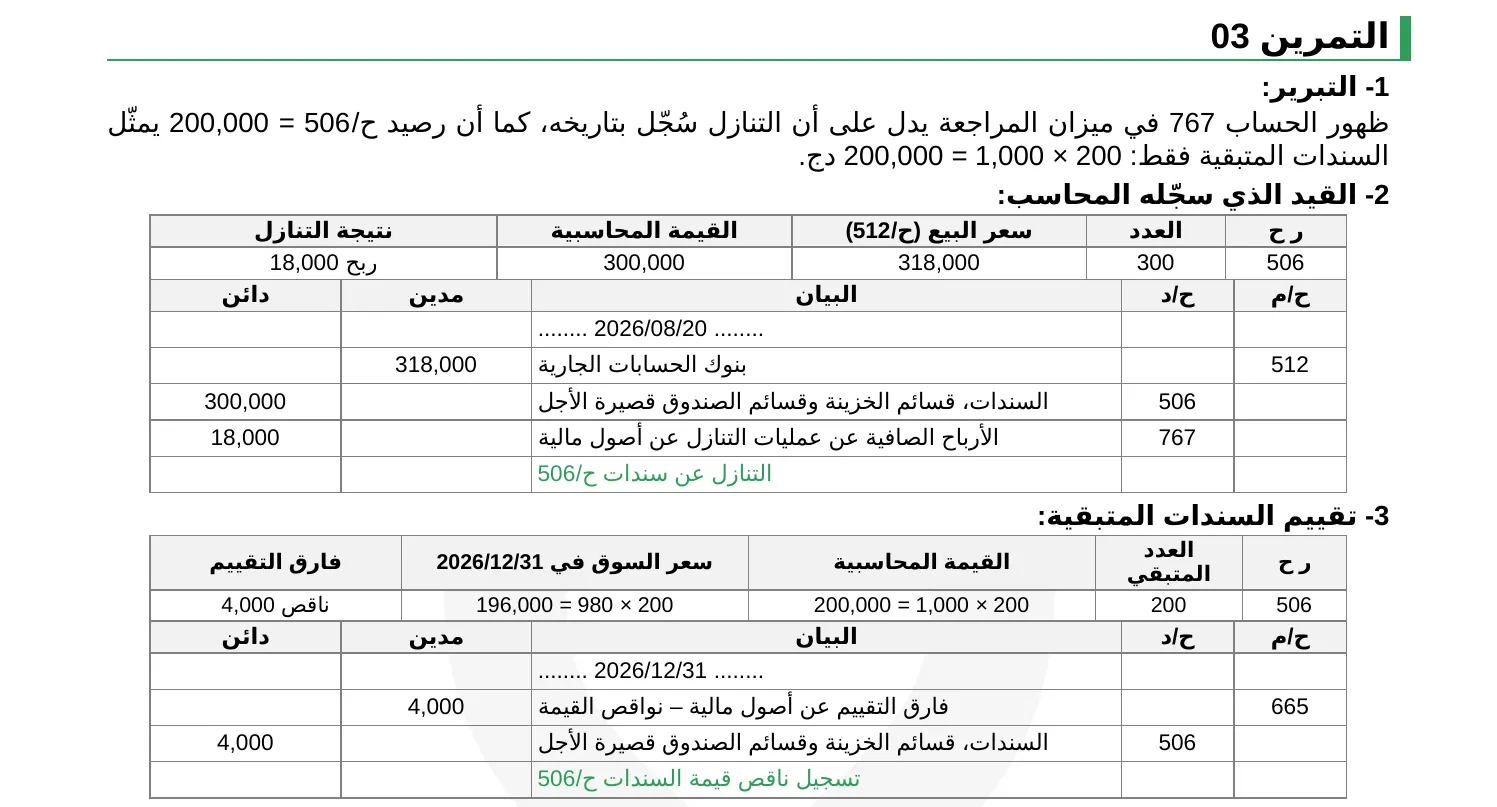 التمرين 03
1- التبرير:
ظهور الحساب 767 في ميزان المراجعة يدل على أن التنازل سُجّل بتاريخه، كما أن رصيد ح/506 = 200,000 يمثّل
السندات المتبقية فقط: 200 × 1,000 = 200,000 دج.
2- القيد الذي سجّله المحاسب:
ر ح | العدد | سعر البيع (ح/512) | القيمة المحاسبية | نتيجة التنازل
506 | 300 | 318,000 | 300,000 | ربح 18,000
ح/م | ح/د | البيان | مدين | دائن
........ 2026/08/20 ........
512 | بنوك الحسابات الجارية | 318,000
506 | السندات، قسائم الخزينة وقسائم الصندوق قصيرة الأجل | 300,000
767 | الأرباح الصافية عن عمليات التنازل عن أصول مالية | 18,000
التنازل عن سندات ح/506
3- تقييم السندات المتبقية:
ر ح | العدد المتبقي | القيمة المحاسبية | سعر السوق في 2026/12/31 | فارق التقييم
506 | 200 | 200 × 1,000 = 200,000 | 200 × 980 = 196,000 | ناقص 4,000
ح/م | ح/د | البيان | مدين | دائن
........ 2026/12/31 ........
665 | فارق التقييم عن أصول مالية – نواقص القيمة | 4,000
506 | السندات، قسائم الخزينة وقسائم الصندوق قصيرة الأجل | 4,000
تسجيل ناقص قيمة السندات ح/506